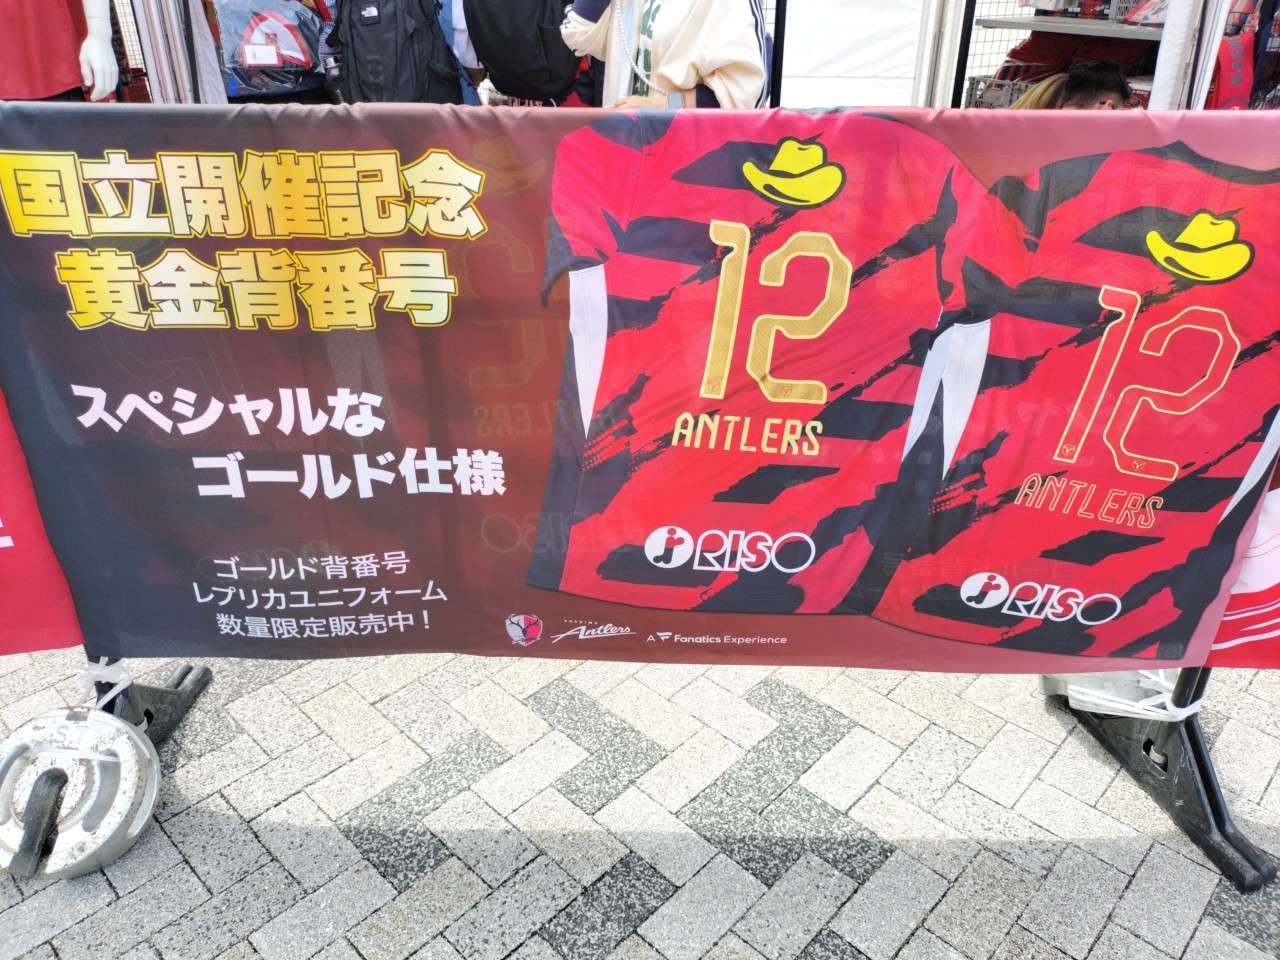 国立開催記念
黄金背番号
スペシャルな
ゴールド仕様
ゴールド背番号
レプリカユニフォーム
数量限定販売中！
KASHIMA
Antlers
A Fanatics Experience
12
ANTLERS
RISO
12
ANTLERS
RISO